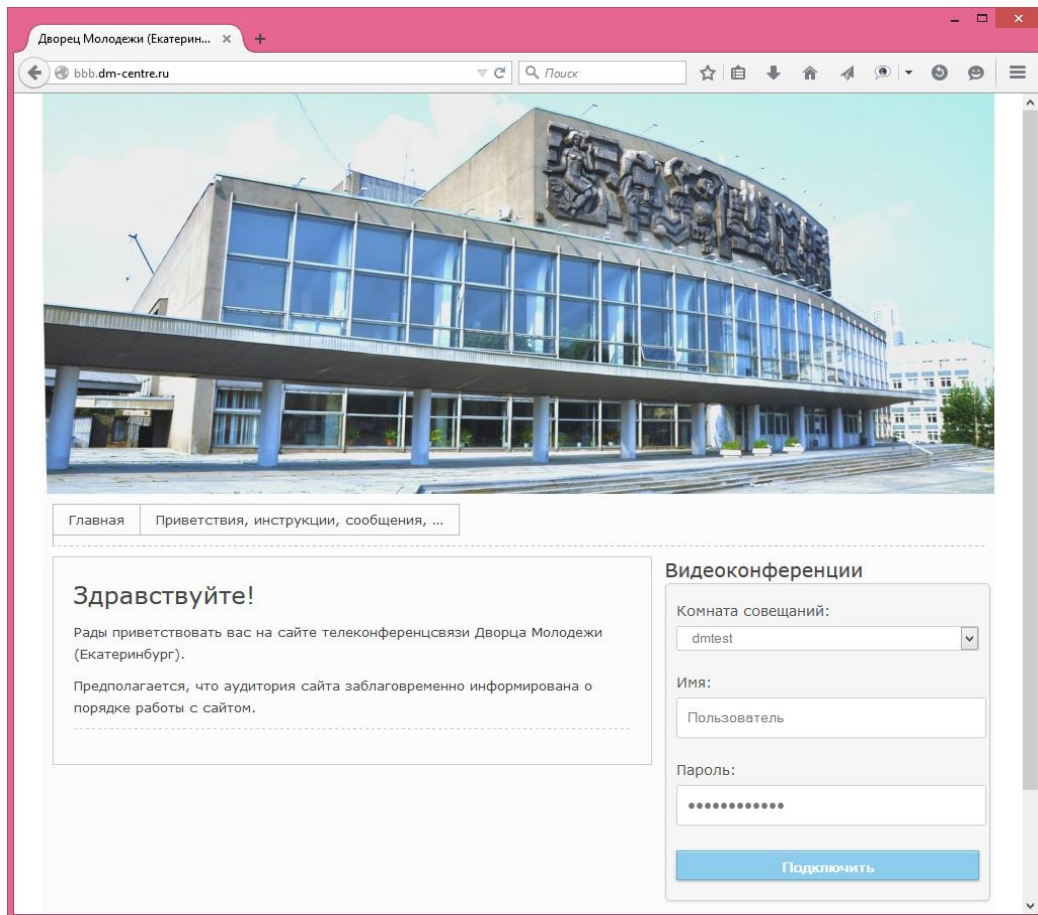 Дворец Молодежи (Екатерин...
bbb.dm-centre.ru
Поиск
Главная
Приветствия, инструкции, сообщения, ...
Здравствуйте!
Рады приветствовать вас на сайте телеконференцсвязи Дворца Молодежи
(Екатеринбург).
Предполагается, что аудитория сайта заблаговременно информирована о
порядке работы с сайтом.
Видеоконференции
Комната совещаний:
dmtest
Имя:
Пользователь
Пароль:
••••••••••••
Подключить